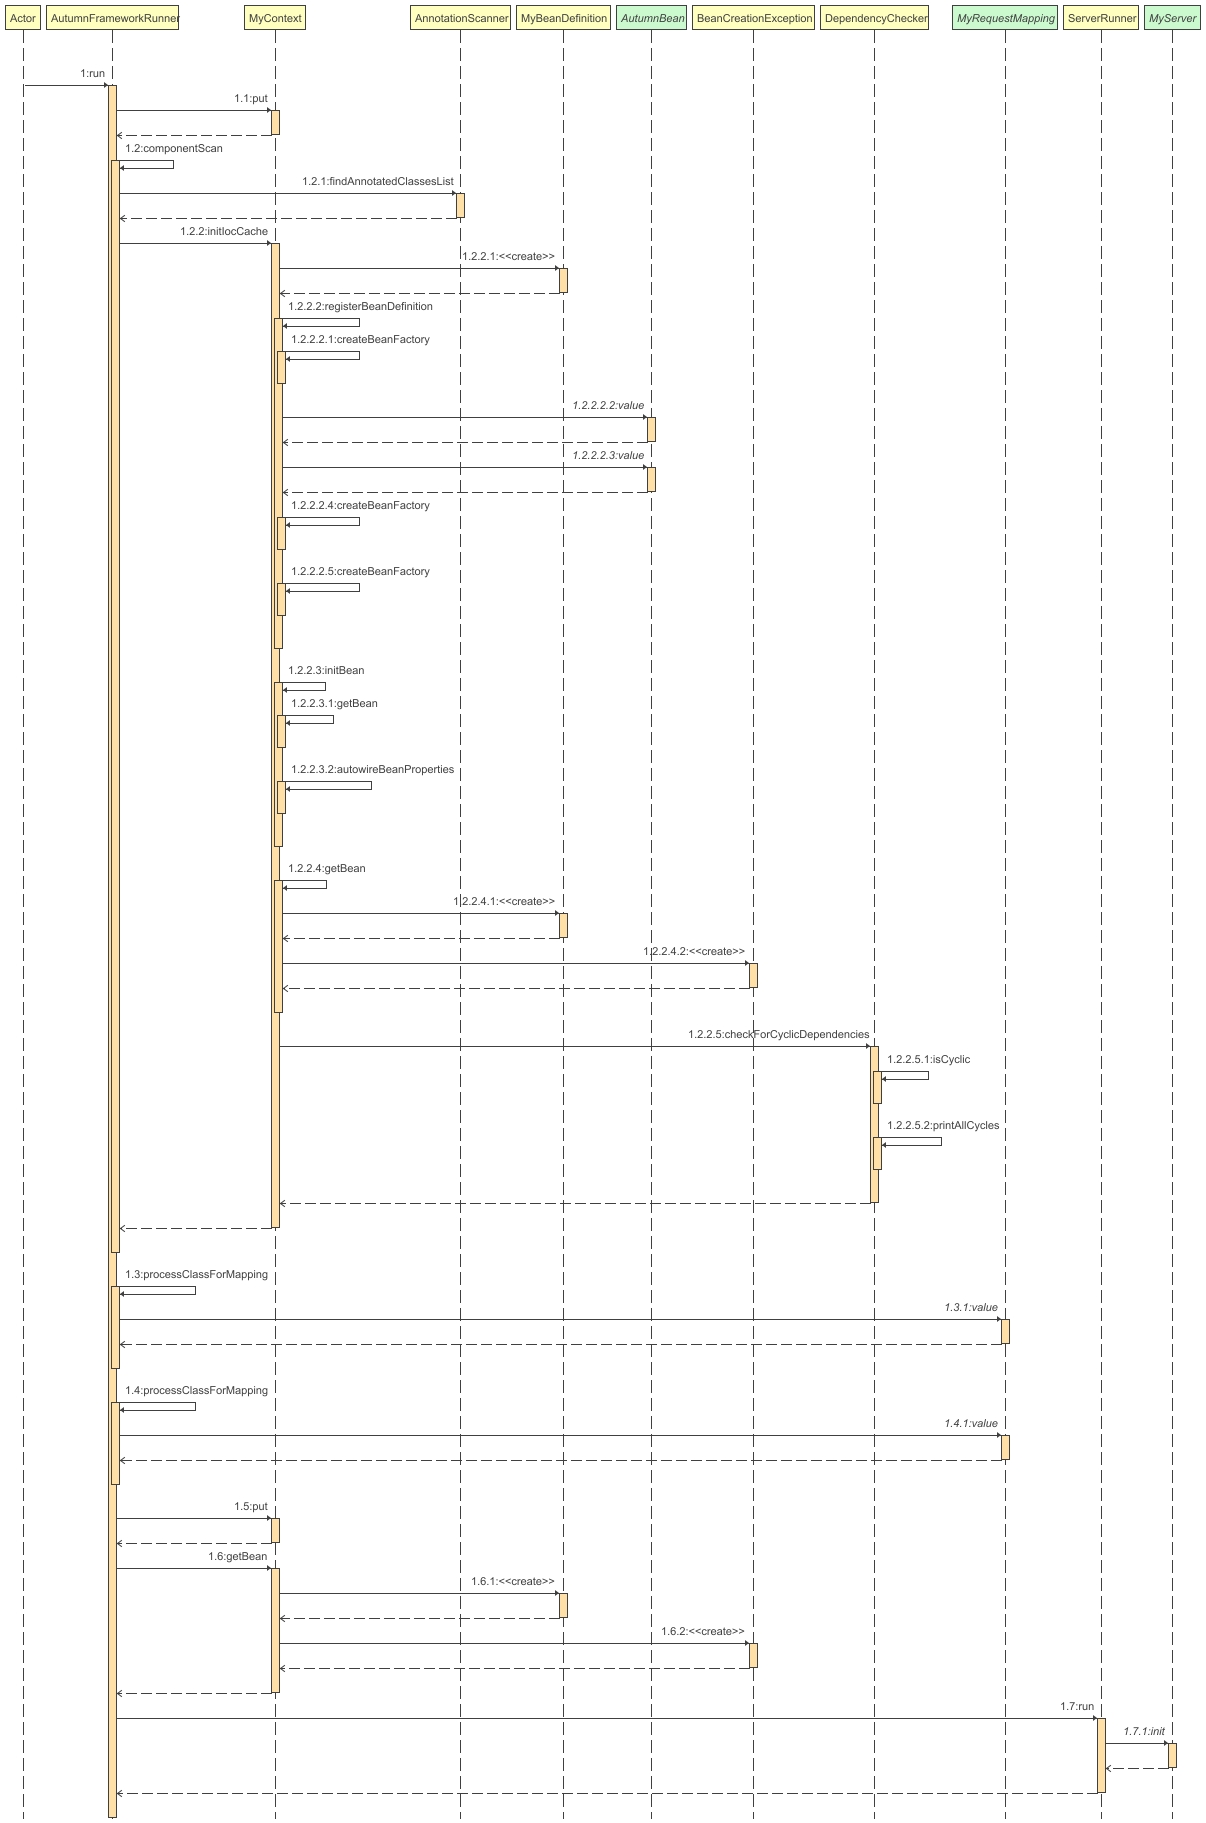 Actor AutumnFrameworkRunner MyContext AnnotationScanner MyBeanDefinition AutumnBean BeanCreationException DependencyChecker MyRequestMapping ServerRunner MyServer
1:run
1.1:put
1.2:componentScan
1.2.1:findAnnotatedClassesList
1.2.2:initIocCache
1.2.2.1:<<create>>
1.2.2.2:registerBeanDefinition
1.2.2.2.1:createBeanFactory
1.2.2.2.2:value
1.2.2.2.3:value
1.2.2.2.4:createBeanFactory
1.2.2.2.5:createBeanFactory
1.2.2.3:initBean
1.2.2.3.1:getBean
1.2.2.3.2:autowireBeanProperties
1.2.2.4:getBean
1.2.2.4.1:<<create>>
1.2.2.4.2:<<create>>
1.2.2.5:checkForCyclicDependencies
1.2.2.5.1:isCyclic
1.2.2.5.2:printAllCycles
1.3:processClassForMapping
1.3.1:value
1.4:processClassForMapping
1.4.1:value
1.5:put
1.6:getBean
1.6.1:<<create>>
1.6.2:<<create>>
1.7:run
1.7.1:init